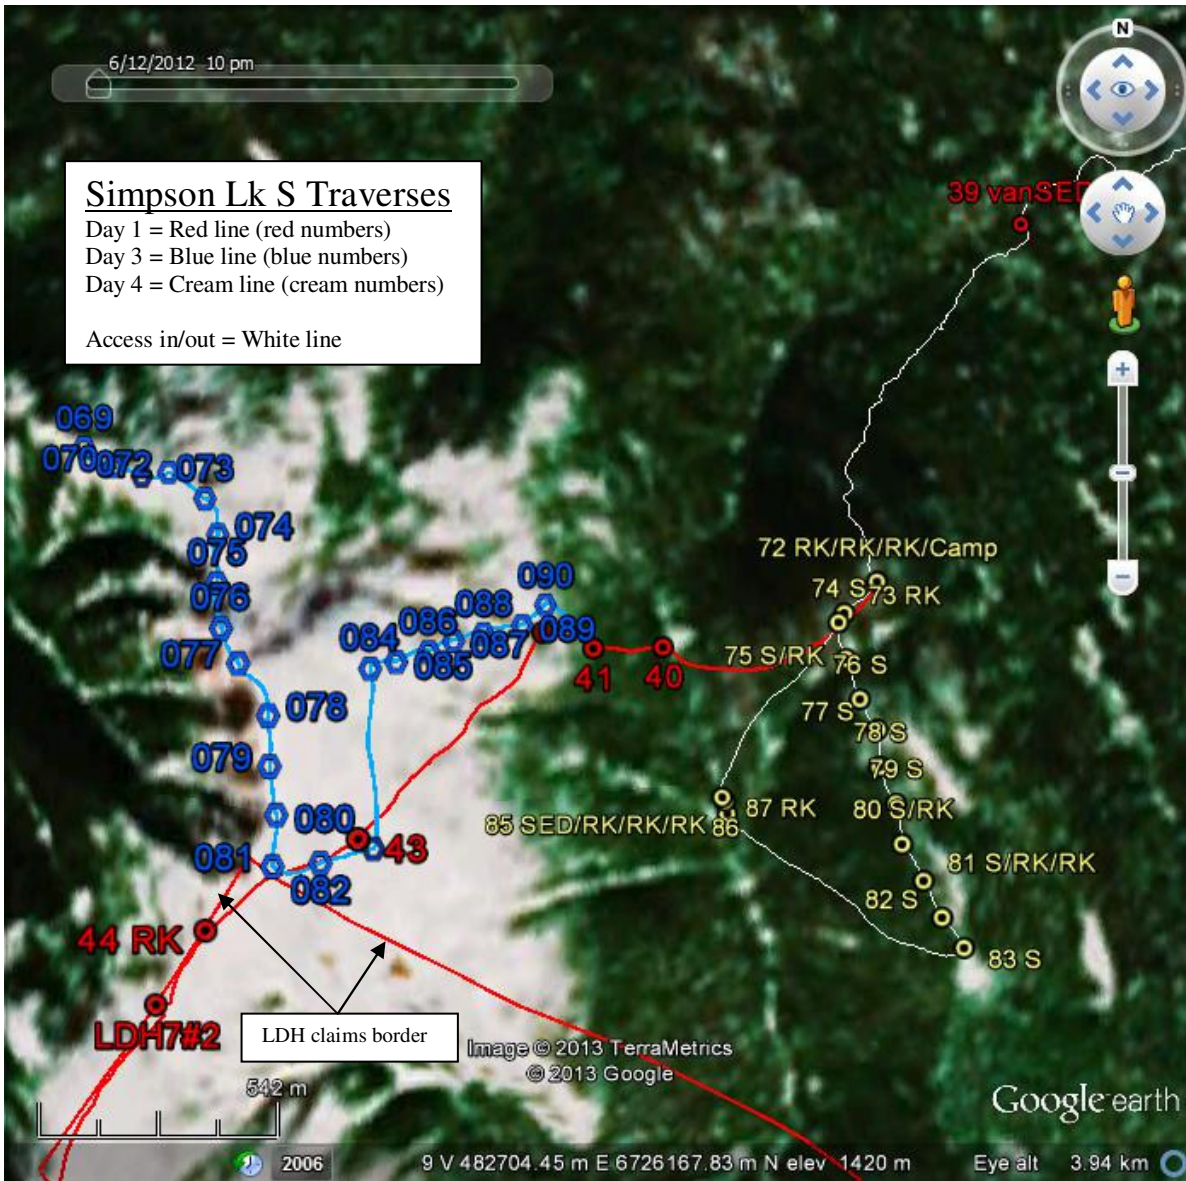 6/12/2012 10 pm
N
Simpson Lk S Traverses
Day 1 = Red line (red numbers)
Day 3 = Blue line (blue numbers)
Day 4 = Cream line (cream numbers)
Access in/out = White line
39 vanSED
069
070
072
073
074
075
076
077
078
079
080
081
082
084
085
086
087
088
089
090
41
40
43
44 RK
LDH7#2
72 RK/RK/RK/Camp
74 S
73 RK
75 S/RK
76 S
77 S
78 S
79 S
80 S/RK
87 RK
85 SED/RK/RK/RK
86
81 S/RK/RK
82 S
83 S
LDH claims border
Image © 2013 TerraMetrics
© 2013 Google
Google earth
542 m
2006
9 V 482704.45 m E 6726167.83 m N elev 1420 m
Eye alt 3.94 km